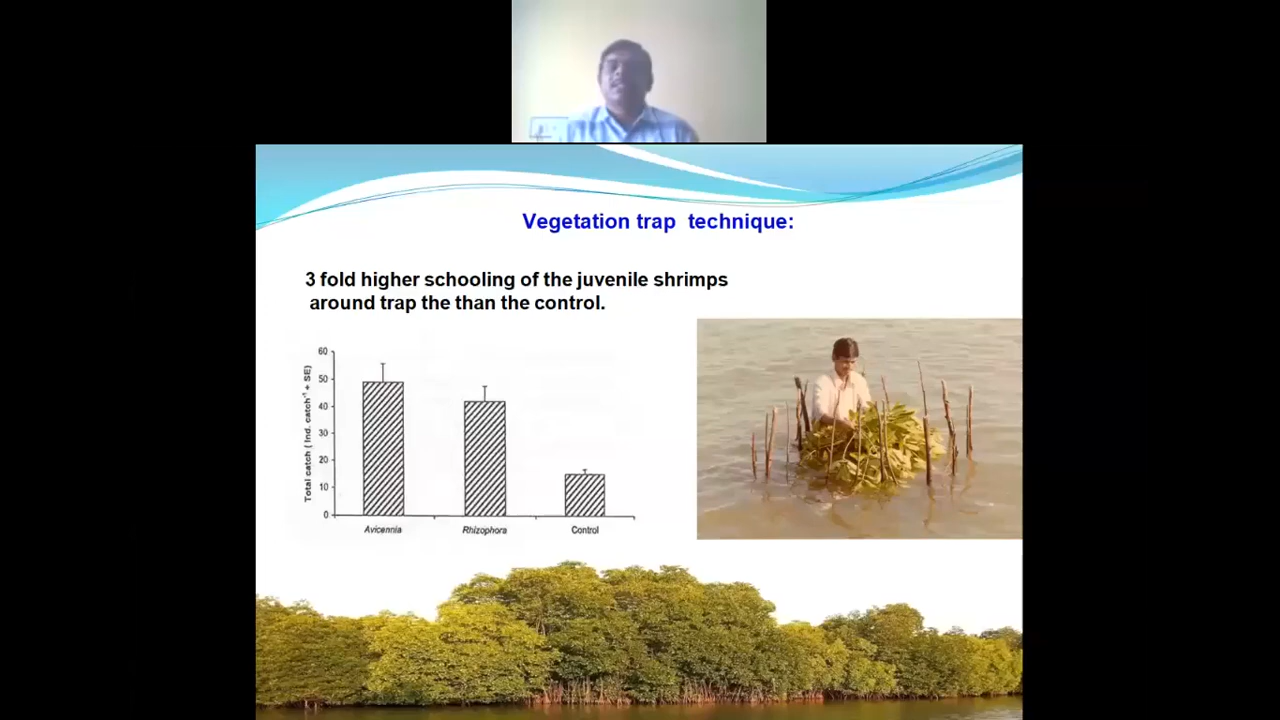 Vegetation trap technique:
3 fold higher schooling of the juvenile shrimps
around trap the than the control.
Total catch ( Ind. catch⁻¹ + SE)
60
50
40
30
20
10
0
Avicennia Rhizophora Control